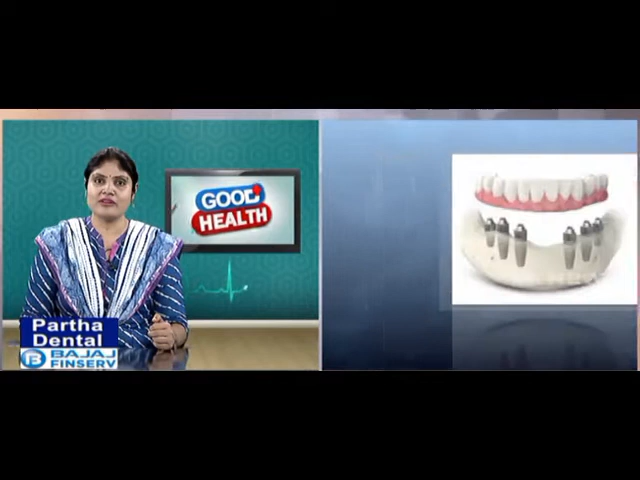 GOOD
HEALTH
Partha
Dental
B BAJAJ
FINSERV